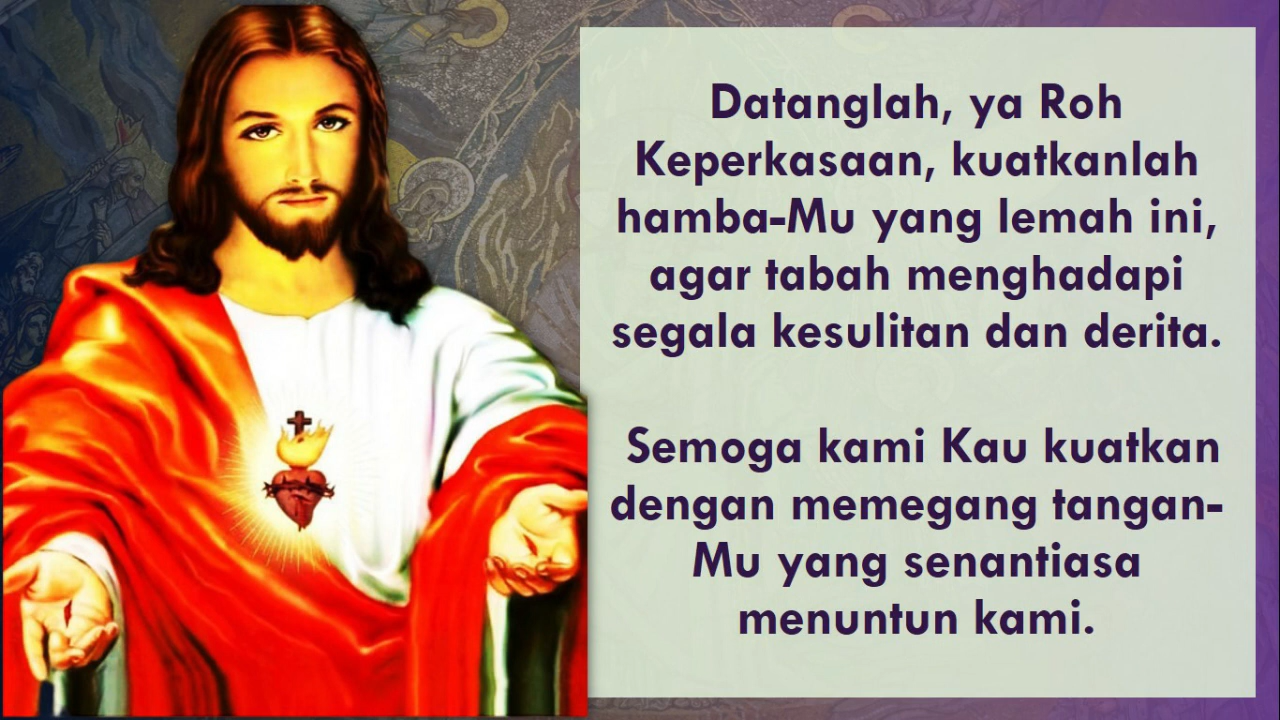 Datanglah, ya Roh
Keperkasaan, kuatkanlah
hamba-Mu yang lemah ini,
agar tabah menghadapi
segala kesulitan dan derita.
Semoga kami Kau kuatkan
dengan memegang tangan-
Mu yang senantiasa
menuntun kami.